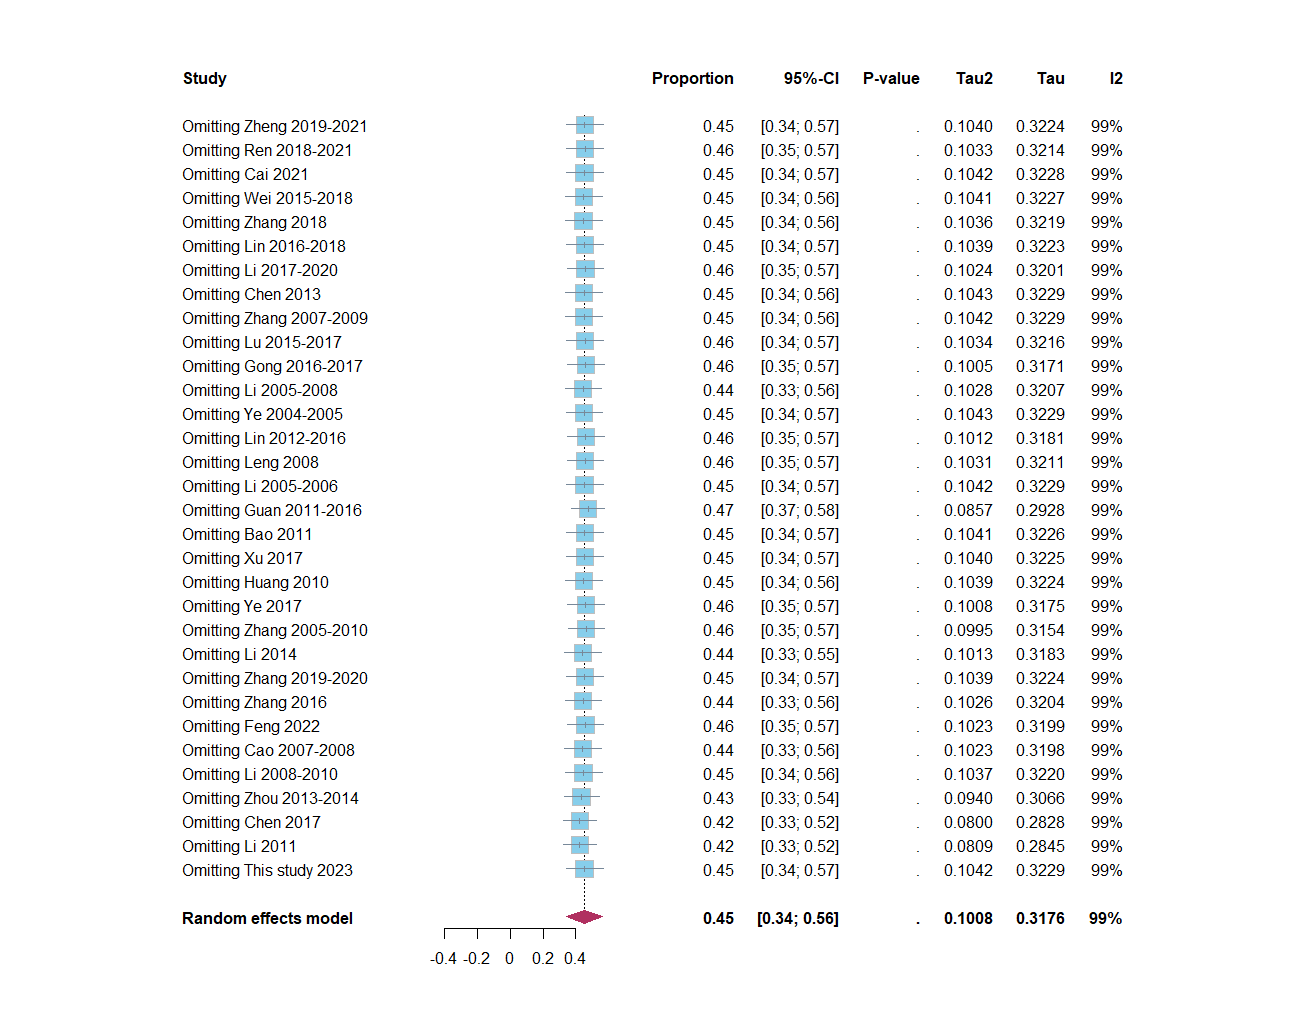 Study Proportion 95%-CI P-value Tau2 Tau I2
Omitting Zheng 2019-2021 0.45 [0.34; 0.57] . 0.1040 0.3224 99%
Omitting Ren 2018-2021 0.46 [0.35; 0.57] . 0.1033 0.3214 99%
Omitting Cai 2021 0.45 [0.34; 0.57] . 0.1042 0.3228 99%
Omitting Wei 2015-2018 0.45 [0.34; 0.56] . 0.1041 0.3227 99%
Omitting Zhang 2018 0.45 [0.34; 0.56] . 0.1036 0.3219 99%
Omitting Lin 2016-2018 0.45 [0.34; 0.57] . 0.1039 0.3223 99%
Omitting Li 2017-2020 0.46 [0.35; 0.57] . 0.1024 0.3201 99%
Omitting Chen 2013 0.45 [0.34; 0.56] . 0.1043 0.3229 99%
Omitting Zhang 2007-2009 0.45 [0.34; 0.56] . 0.1042 0.3229 99%
Omitting Lu 2015-2017 0.46 [0.34; 0.57] . 0.1034 0.3216 99%
Omitting Gong 2016-2017 0.46 [0.35; 0.57] . 0.1005 0.3171 99%
Omitting Li 2005-2008 0.44 [0.33; 0.56] . 0.1028 0.3207 99%
Omitting Ye 2004-2005 0.45 [0.34; 0.57] . 0.1043 0.3229 99%
Omitting Lin 2012-2016 0.46 [0.35; 0.57] . 0.1012 0.3181 99%
Omitting Leng 2008 0.46 [0.35; 0.57] . 0.1031 0.3211 99%
Omitting Li 2005-2006 0.45 [0.34; 0.57] . 0.1042 0.3229 99%
Omitting Guan 2011-2016 0.47 [0.37; 0.58] . 0.0857 0.2928 99%
Omitting Bao 2011 0.45 [0.34; 0.57] . 0.1041 0.3226 99%
Omitting Xu 2017 0.45 [0.34; 0.57] . 0.1040 0.3225 99%
Omitting Huang 2010 0.45 [0.34; 0.56] . 0.1039 0.3224 99%
Omitting Ye 2017 0.46 [0.35; 0.57] . 0.1008 0.3175 99%
Omitting Zhang 2005-2010 0.46 [0.35; 0.57] . 0.0995 0.3154 99%
Omitting Li 2014 0.44 [0.33; 0.55] . 0.1013 0.3183 99%
Omitting Zhang 2019-2020 0.45 [0.34; 0.57] . 0.1039 0.3224 99%
Omitting Zhang 2016 0.44 [0.33; 0.56] . 0.1026 0.3204 99%
Omitting Feng 2022 0.46 [0.35; 0.57] . 0.1023 0.3199 99%
Omitting Cao 2007-2008 0.44 [0.33; 0.56] . 0.1023 0.3198 99%
Omitting Li 2008-2010 0.45 [0.34; 0.56] . 0.1037 0.3220 99%
Omitting Zhou 2013-2014 0.43 [0.33; 0.54] . 0.0940 0.3066 99%
Omitting Chen 2017 0.42 [0.33; 0.52] . 0.0800 0.2828 99%
Omitting Li 2011 0.42 [0.33; 0.52] . 0.0809 0.2845 99%
Omitting This study 2023 0.45 [0.34; 0.57] . 0.1042 0.3229 99%
Random effects model 0.45 [0.34; 0.56] . 0.1008 0.3176 99%
-0.4 -0.2 0 0.2 0.4